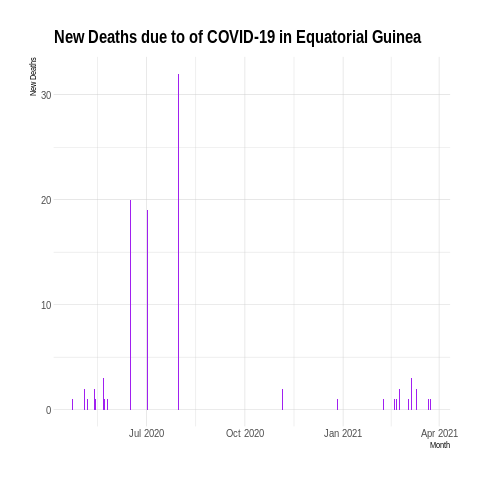 New Deaths due to of COVID-19 in Equatorial Guinea
New Deaths
30
20
10
0
Jul 2020 Oct 2020 Jan 2021 Apr 2021
Month